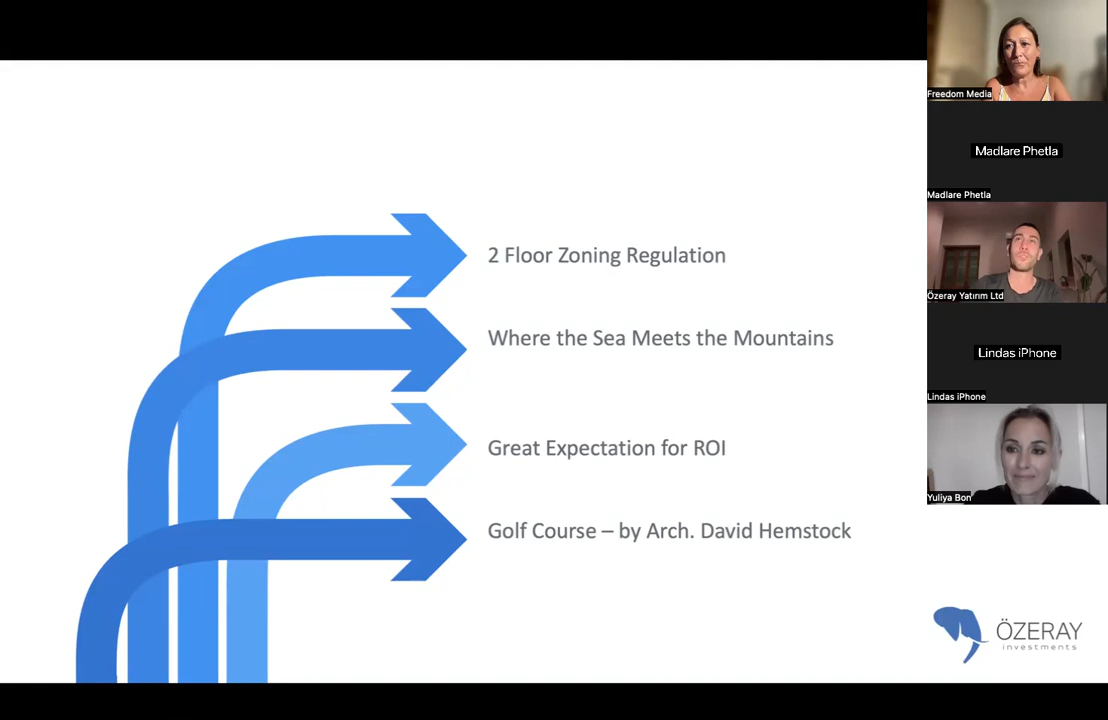 2 Floor Zoning Regulation
Where the Sea Meets the Mountains
Great Expectation for ROI
Golf Course – by Arch. David Hemstock
Freedom Media
Madlare Phetla
Madlare Phetla
Özeray Yatırım Ltd
Lindas iPhone
Lindas iPhone
Yuliya Bon
ÖZERAY
investments